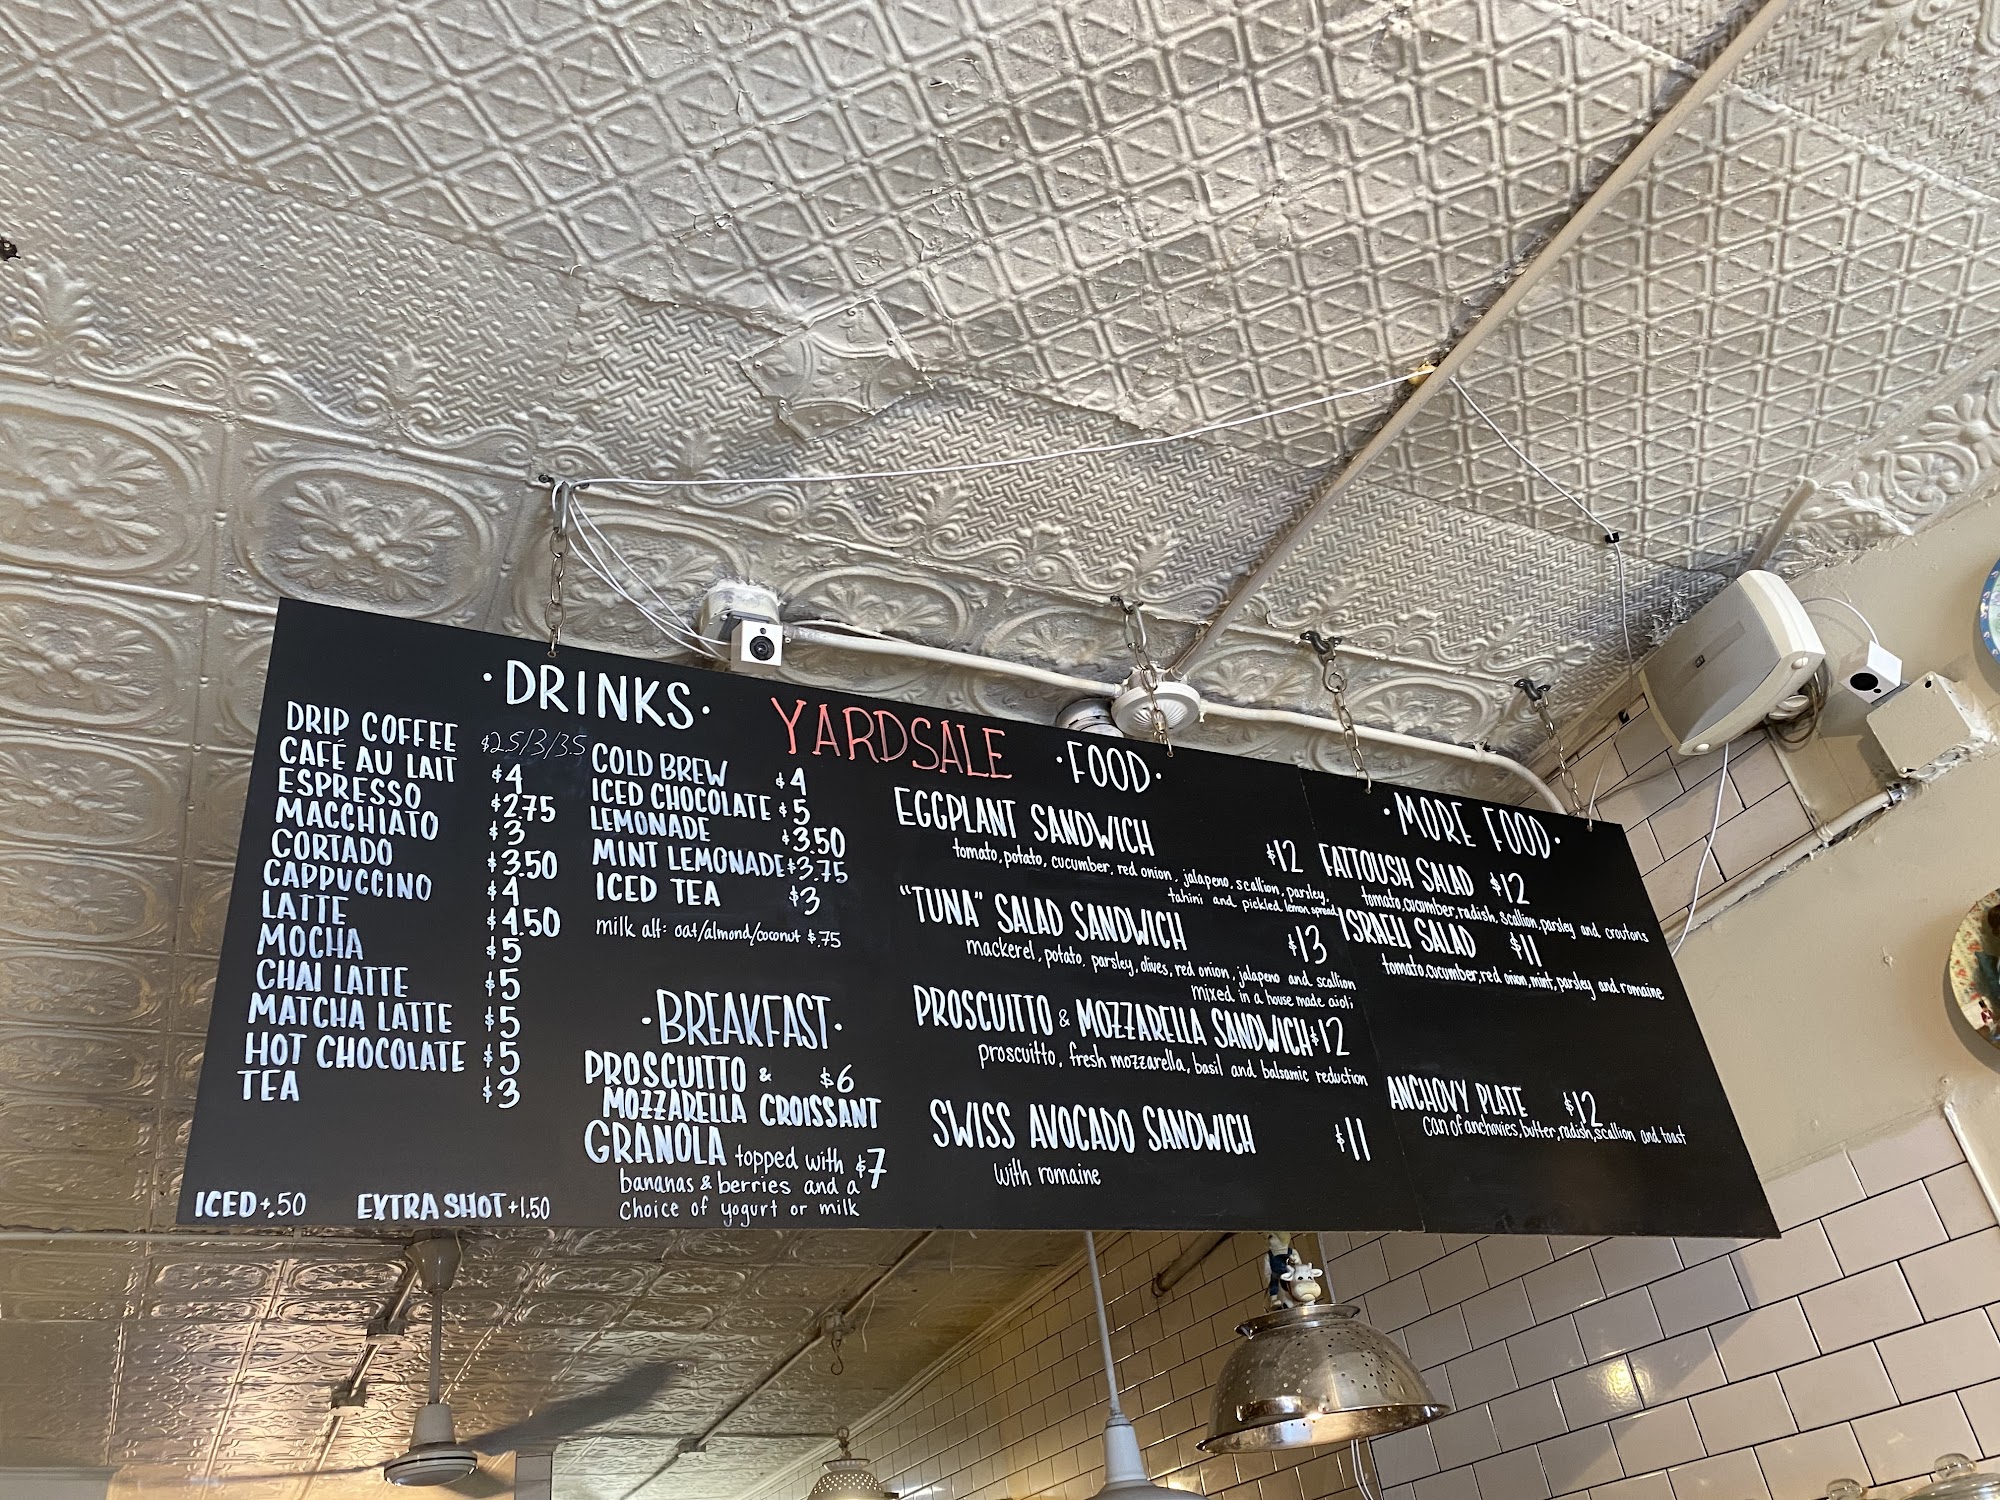 YARDSALE
· DRINKS ·
DRIP COFFEE $2.5/3/3.5
CAFÉ AU LAIT $4
ESPRESSO $2.75
MACCHIATO $3
CORTADO $3.50
CAPPUCCINO $4
LATTE $4.50
MOCHA $5
CHAI LATTE $5
MATCHA LATTE $5
HOT CHOCOLATE $5
TEA $3
ICED +.50 EXTRA SHOT +1.50
COLD BREW $4
ICED CHOCOLATE $5
LEMONADE $3.50
MINT LEMONADE $3.75
ICED TEA $3
milk alt: oat/almond/coconut $.75
· BREAKFAST ·
PROSCUITTO & $6
MOZZARELLA CROISSANT
GRANOLA topped with $7
bananas & berries and a
choice of yogurt or milk
· FOOD ·
EGGPLANT SANDWICH $12
tomato, potato, cucumber, red onion, jalapeno, scallion, parsley,
tahini and pickled lemon spread
"TUNA" SALAD SANDWICH $13
mackerel, potato, parsley, olives, red onion, jalapeno and scallion
mixed in a house made aioli
PROSCUITTO & MOZZARELLA SANDWICH $12
proscuitto, fresh mozzarella, basil and balsamic reduction
SWISS AVOCADO SANDWICH $11
with romaine
· MORE FOOD ·
FATTOUSH SALAD $12
tomato, cucumber, radish, scallion, parsley and croutons
ISRAELI SALAD $11
tomato, cucumber, red onion, mint, parsley and romaine
ANCHOVY PLATE $12
can of anchovies, butter, radish, scallion and toast